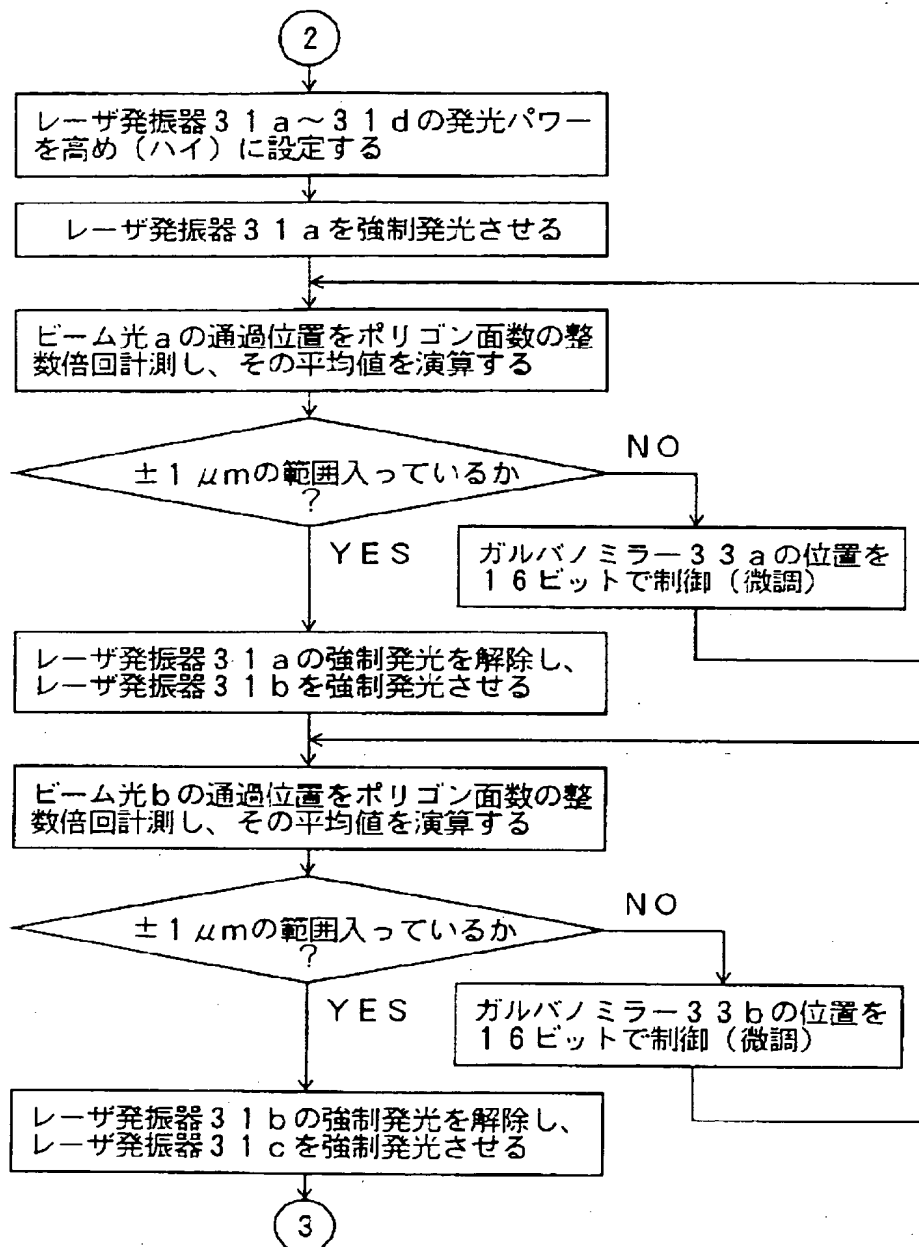 2
レーザ発振器31a~31dの発光パワー
を高め(ハイ)に設定する
レーザ発振器31aを強制発光させる
ビーム光aの通過位置をポリゴン面数の整
数倍回計測し、その平均値を演算する
±1μmの範囲入っているか
?
NO
YES
ガルバノミラー33aの位置を
16ビットで制御(微調)
レーザ発振器31aの強制発光を解除し、
レーザ発振器31bを強制発光させる
ビーム光bの通過位置をポリゴン面数の整
数倍回計測し、その平均値を演算する
±1μmの範囲入っているか
?
NO
YES
ガルバノミラー33bの位置を
16ビットで制御(微調)
レーザ発振器31bの強制発光を解除し、
レーザ発振器31cを強制発光させる
3